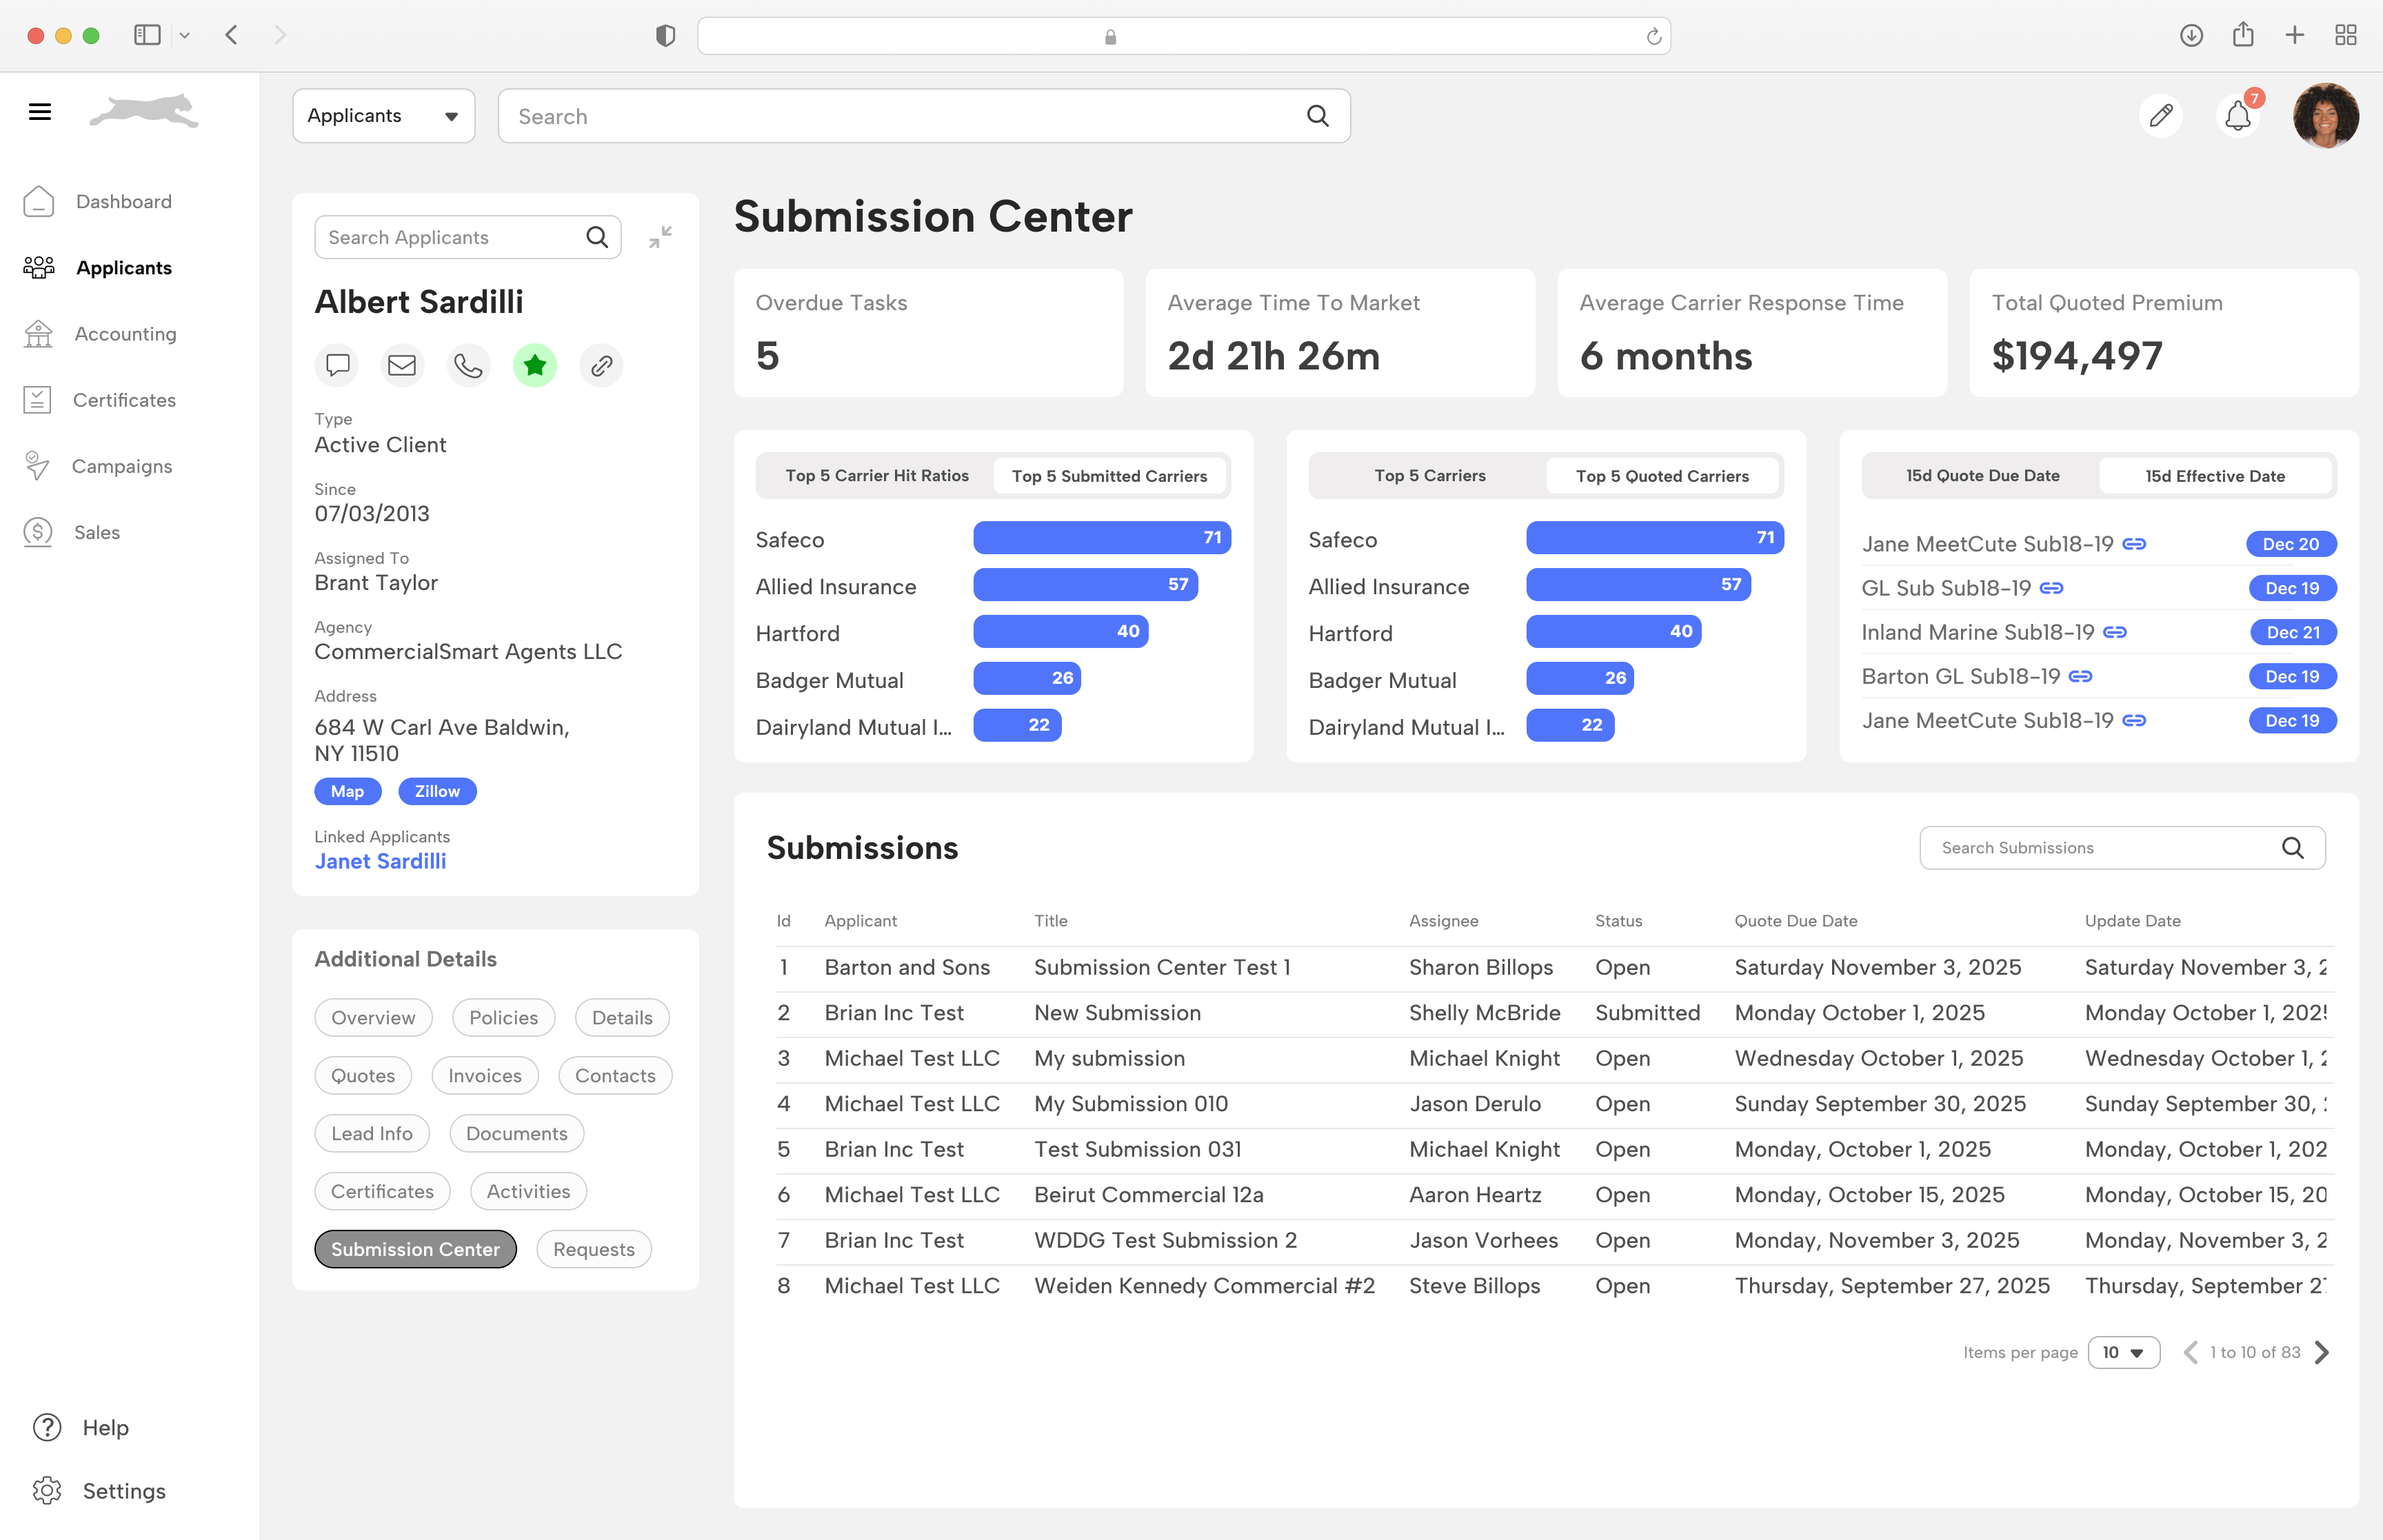 Applicants
Search
7
Dashboard
Applicants
Accounting
Certificates
Campaigns
Sales
Help
Settings
Search Applicants
Albert Sardilli
Type
Active Client
Since
07/03/2013
Assigned To
Brant Taylor
Agency
CommercialSmart Agents LLC
Address
684 W Carl Ave Baldwin,
NY 11510
Map Zillow
Linked Applicants
Janet Sardilli
Additional Details
Overview Policies Details
Quotes Invoices Contacts
Lead Info Documents
Certificates Activities
Submission Center Requests
Submission Center
Overdue Tasks
5
Average Time To Market
2d 21h 26m
Average Carrier Response Time
6 months
Total Quoted Premium
$194,497
Top 5 Carrier Hit Ratios Top 5 Submitted Carriers
Safeco 71
Allied Insurance 57
Hartford 40
Badger Mutual 26
Dairyland Mutual I... 22
Top 5 Carriers Top 5 Quoted Carriers
Safeco 71
Allied Insurance 57
Hartford 40
Badger Mutual 26
Dairyland Mutual I... 22
15d Quote Due Date 15d Effective Date
Jane MeetCute Sub18-19 Dec 20
GL Sub Sub18-19 Dec 19
Inland Marine Sub18-19 Dec 21
Barton GL Sub18-19 Dec 19
Jane MeetCute Sub18-19 Dec 19
Submissions
Search Submissions
Id Applicant Title Assignee Status Quote Due Date Update Date
1 Barton and Sons Submission Center Test 1 Sharon Billops Open Saturday November 3, 2025 Saturday November 3, 2
2 Brian Inc Test New Submission Shelly McBride Submitted Monday October 1, 2025 Monday October 1, 2025
3 Michael Test LLC My submission Michael Knight Open Wednesday October 1, 2025 Wednesday October 1, 2
4 Michael Test LLC My Submission 010 Jason Derulo Open Sunday September 30, 2025 Sunday September 30,
5 Brian Inc Test Test Submission 031 Michael Knight Open Monday, October 1, 2025 Monday, October 1, 202
6 Michael Test LLC Beirut Commercial 12a Aaron Heartz Open Monday, October 15, 2025 Monday, October 15, 20
7 Brian Inc Test WDDG Test Submission 2 Jason Vorhees Open Monday, November 3, 2025 Monday, November 3, 2
8 Michael Test LLC Weiden Kennedy Commercial #2 Steve Billops Open Thursday, September 27, 2025 Thursday, September 27
Items per page 10 1 to 10 of 83